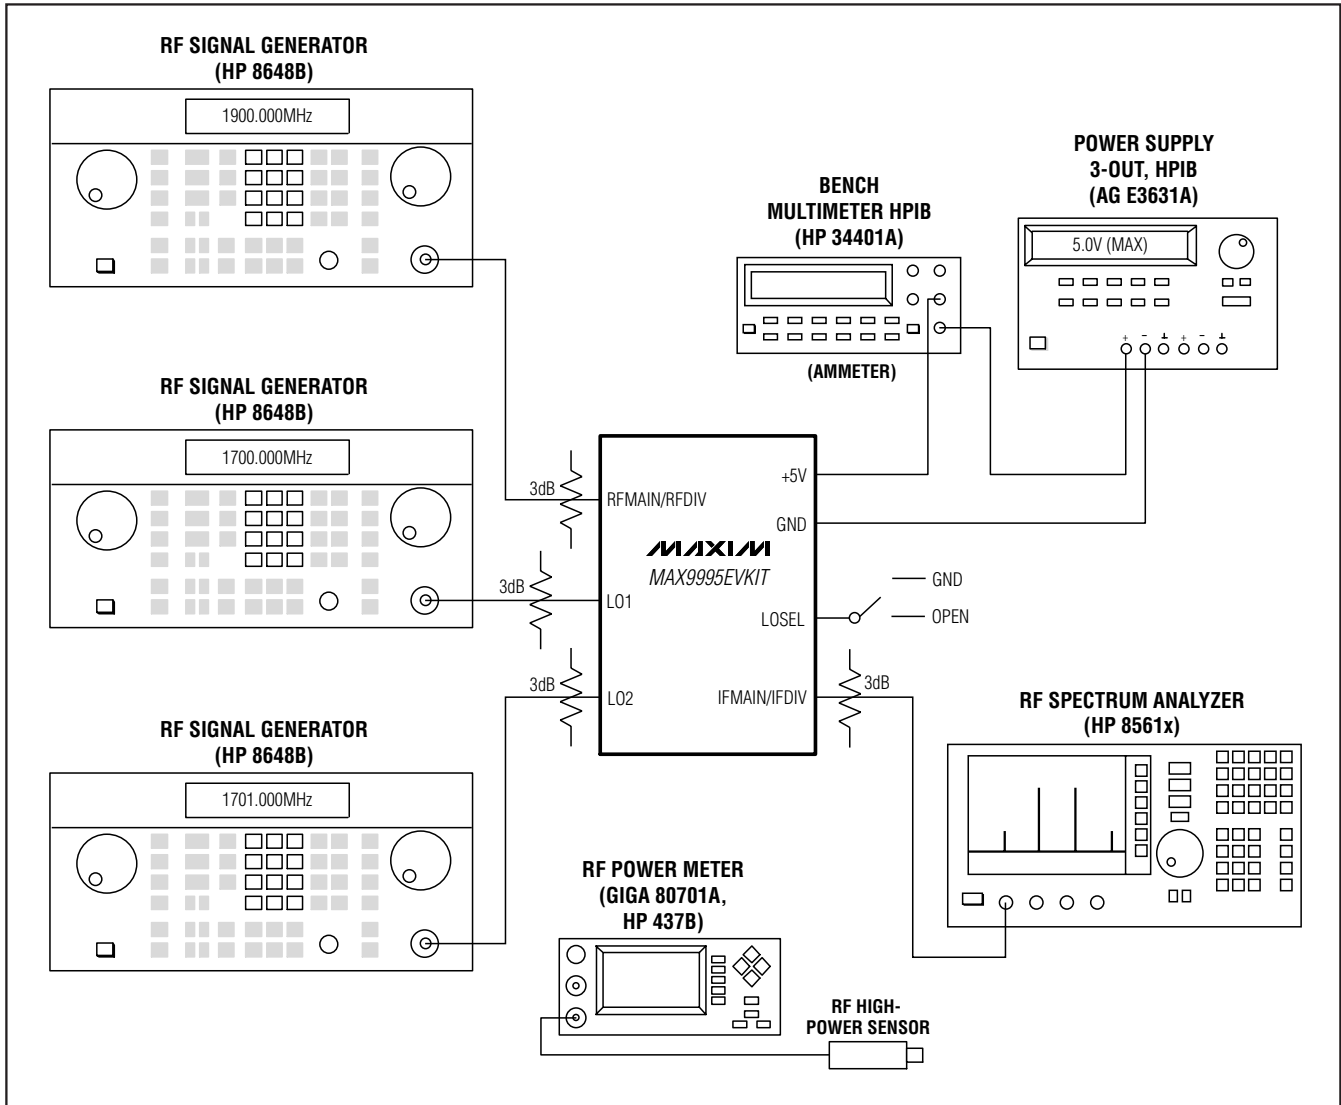 RF SIGNAL GENERATOR
(HP 8648B)
1900.000MHz
POWER SUPPLY
3-OUT, HPIB
(AG E3631A)
5.0V (MAX)
+ - + -
BENCH
MULTIMETER HPIB
(HP 34401A)
(AMMETER)
RF SIGNAL GENERATOR
(HP 8648B)
1700.000MHz
3dB
RFMAIN/RFDIV
+5V
GND
MAXIM
MAX9995EVKIT
3dB
LO1
LOSEL
GND
OPEN
3dB
LO2
IFMAIN/IFDIV
3dB
RF SIGNAL GENERATOR
(HP 8648B)
1701.000MHz
RF SPECTRUM ANALYZER
(HP 8561x)
RF POWER METER
(GIGA 80701A,
HP 437B)
RF HIGH-
POWER SENSOR